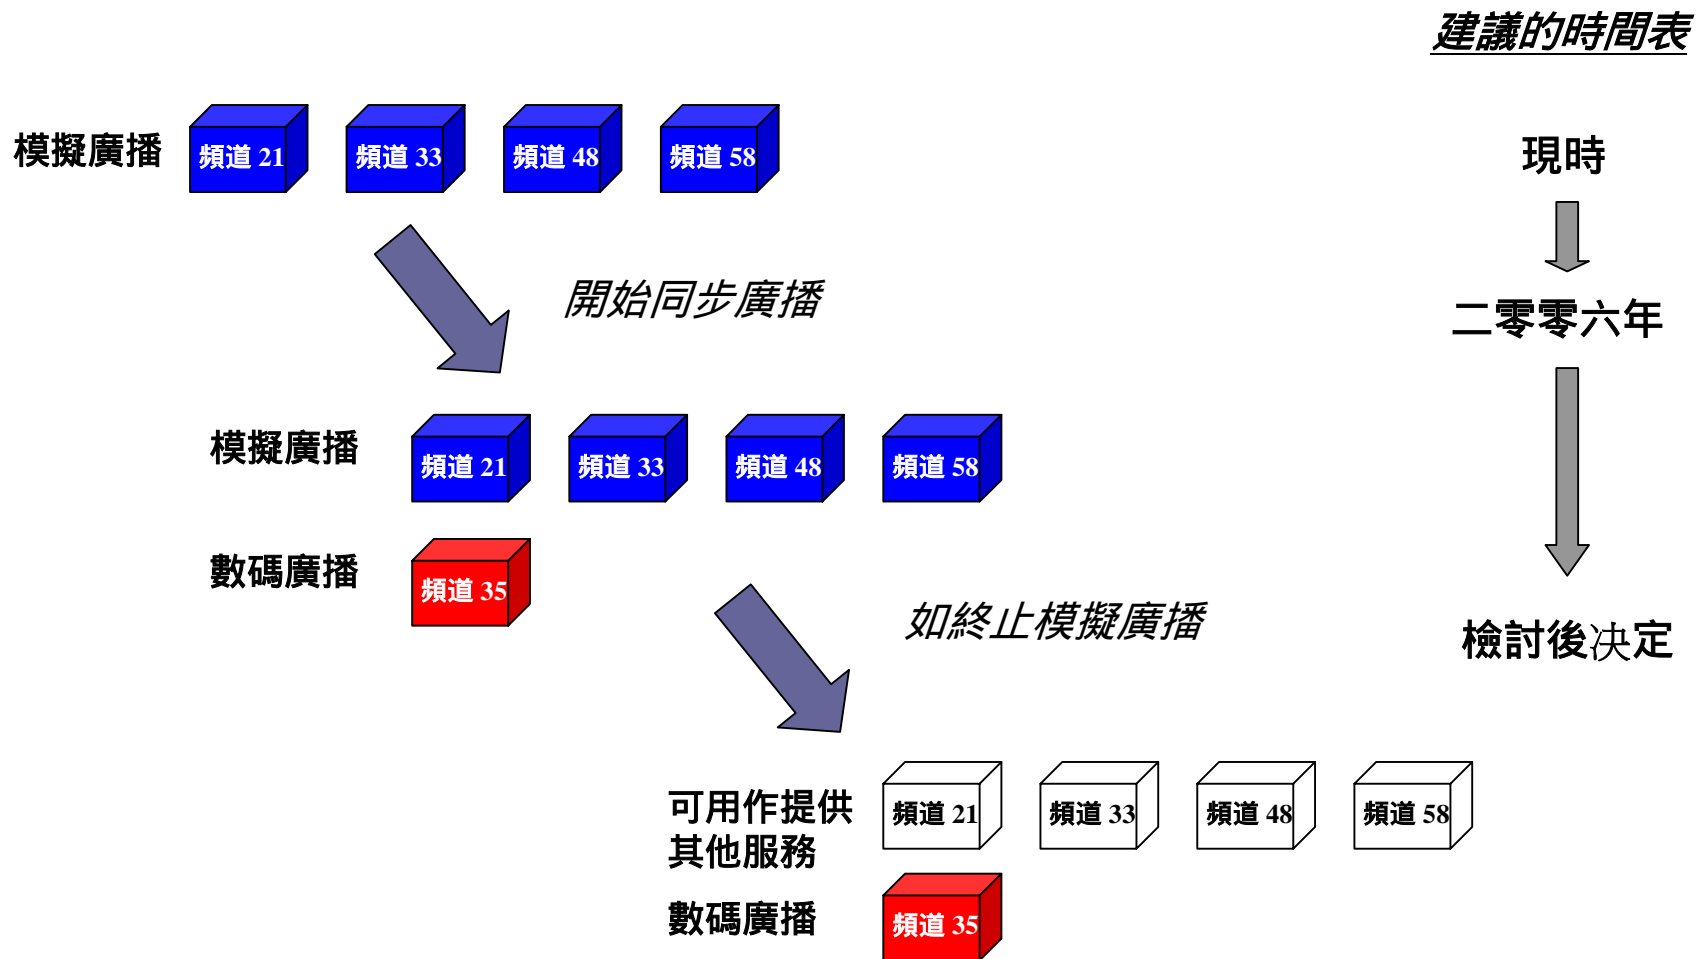 建議的時間表
模擬廣播 頻道 21 頻道 33 頻道 48 頻道 58 現時
開始同步廣播 二零零六年
模擬廣播 頻道 21 頻道 33 頻道 48 頻道 58
數碼廣播 頻道 35
如終止模擬廣播 檢討後决定
可用作提供 頻道 21 頻道 33 頻道 48 頻道 58
其他服務
數碼廣播 頻道 35